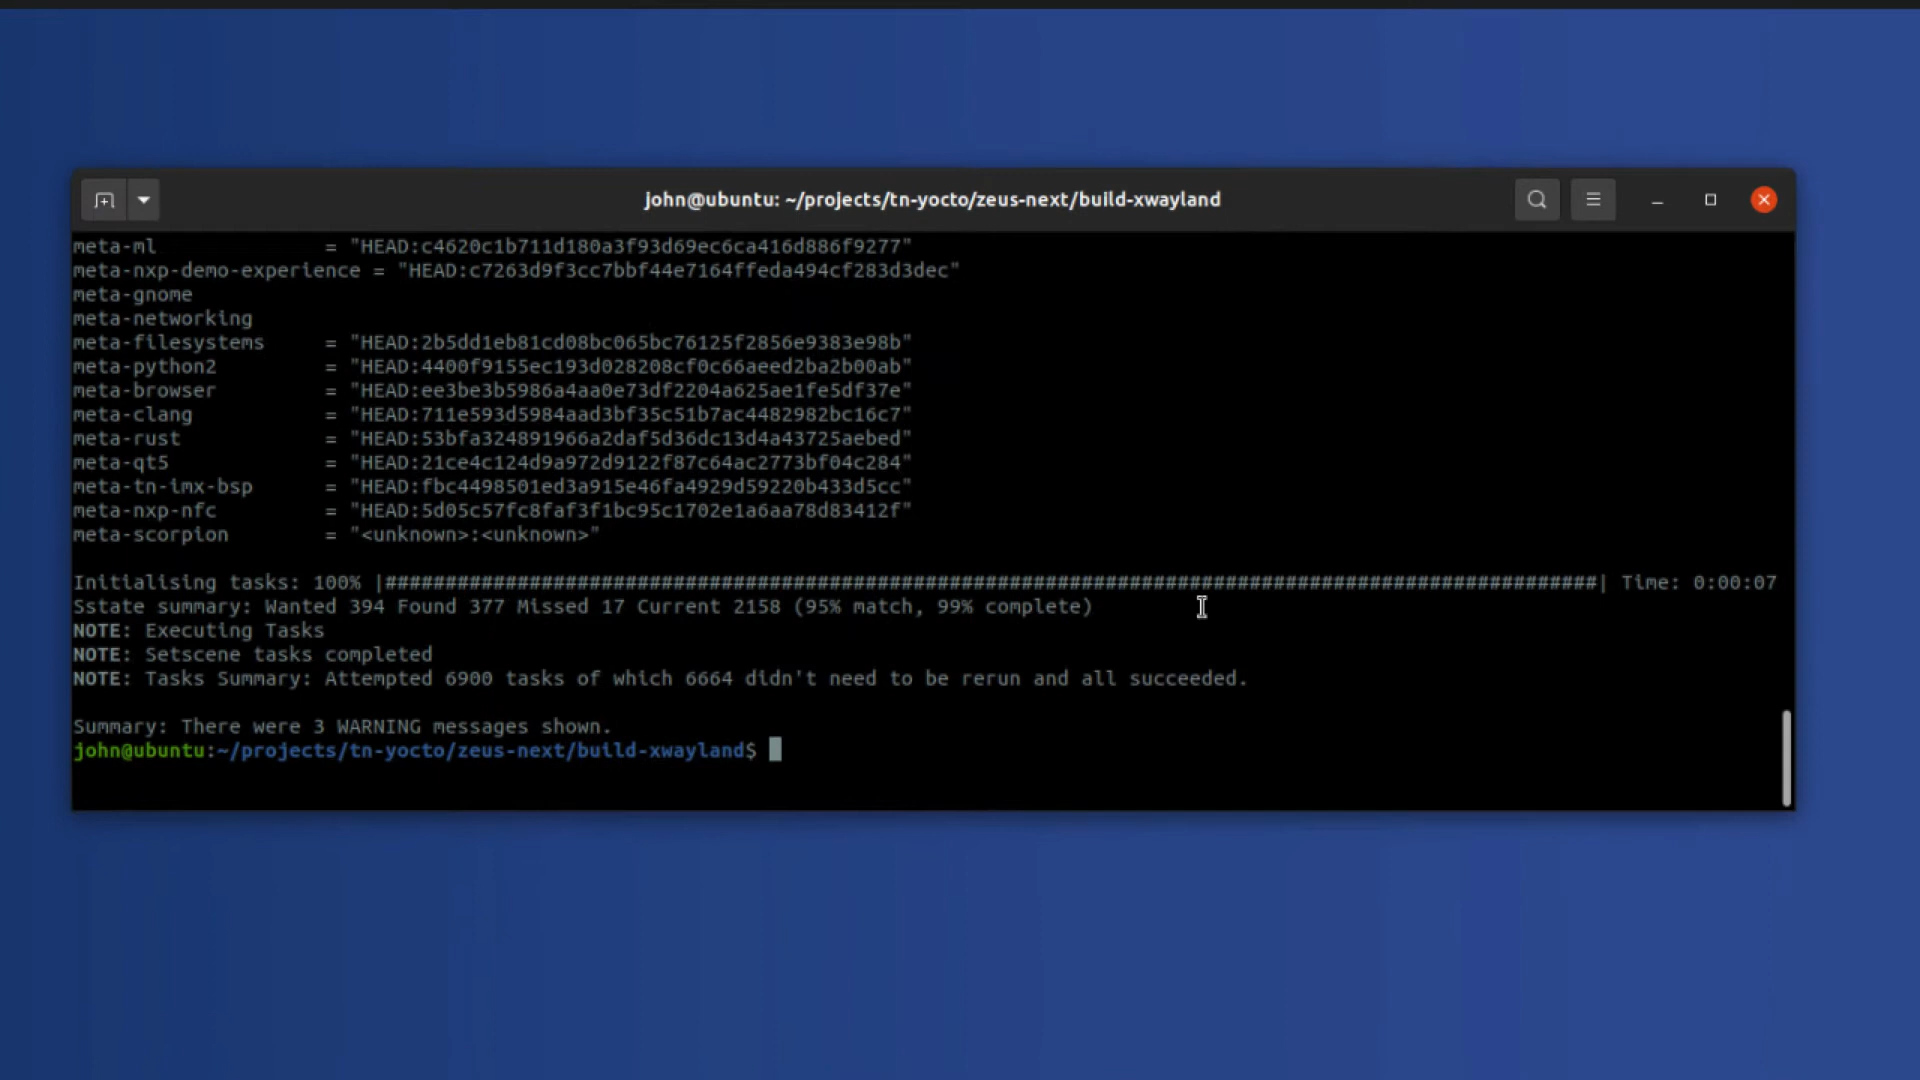 john@ubuntu: ~/projects/tn-yocto/zeus-next/build-xwayland
meta-ml = "HEAD:c4620c1b711d180a3f93d69ec6ca416d886f9277"
meta-nxp-demo-experience = "HEAD:c7263d9f3cc7bbf44e7164ffeda494cf283d3dec"
meta-gnome
meta-networking
meta-filesystems = "HEAD:2b5dd1eb81cd08bc065bc76125f2856e9383e98b"
meta-python2 = "HEAD:4400f9155ec193d028208cf0c66aeed2ba2b00ab"
meta-browser = "HEAD:ee3be3b5986a4aa0e73df2204a625ae1fe5df37e"
meta-clang = "HEAD:711e593d5984aad3bf35c51b7ac4482982bc16c7"
meta-rust = "HEAD:53bfa324891966a2daf5d36dc13d4a43725aebed"
meta-qt5 = "HEAD:21ce4c124d9a972d9122f87c64ac2773bf04c284"
meta-tn-imx-bsp = "HEAD:fbc4498501ed3a915e46fa4929d59220b433d5cc"
meta-nxp-nfc = "HEAD:5d05c57fc8faf3f1bc95c1702e1a6aa78d83412f"
meta-scorpion = "<unknown>:<unknown>"
Initialising tasks: 100% |#####################################################################################################| Time: 0:00:07
Sstate summary: Wanted 394 Found 377 Missed 17 Current 2158 (95% match, 99% complete)
NOTE: Executing Tasks
NOTE: Setscene tasks completed
NOTE: Tasks Summary: Attempted 6900 tasks of which 6664 didn't need to be rerun and all succeeded.
Summary: There were 3 WARNING messages shown.
john@ubuntu:~/projects/tn-yocto/zeus-next/build-xwayland$